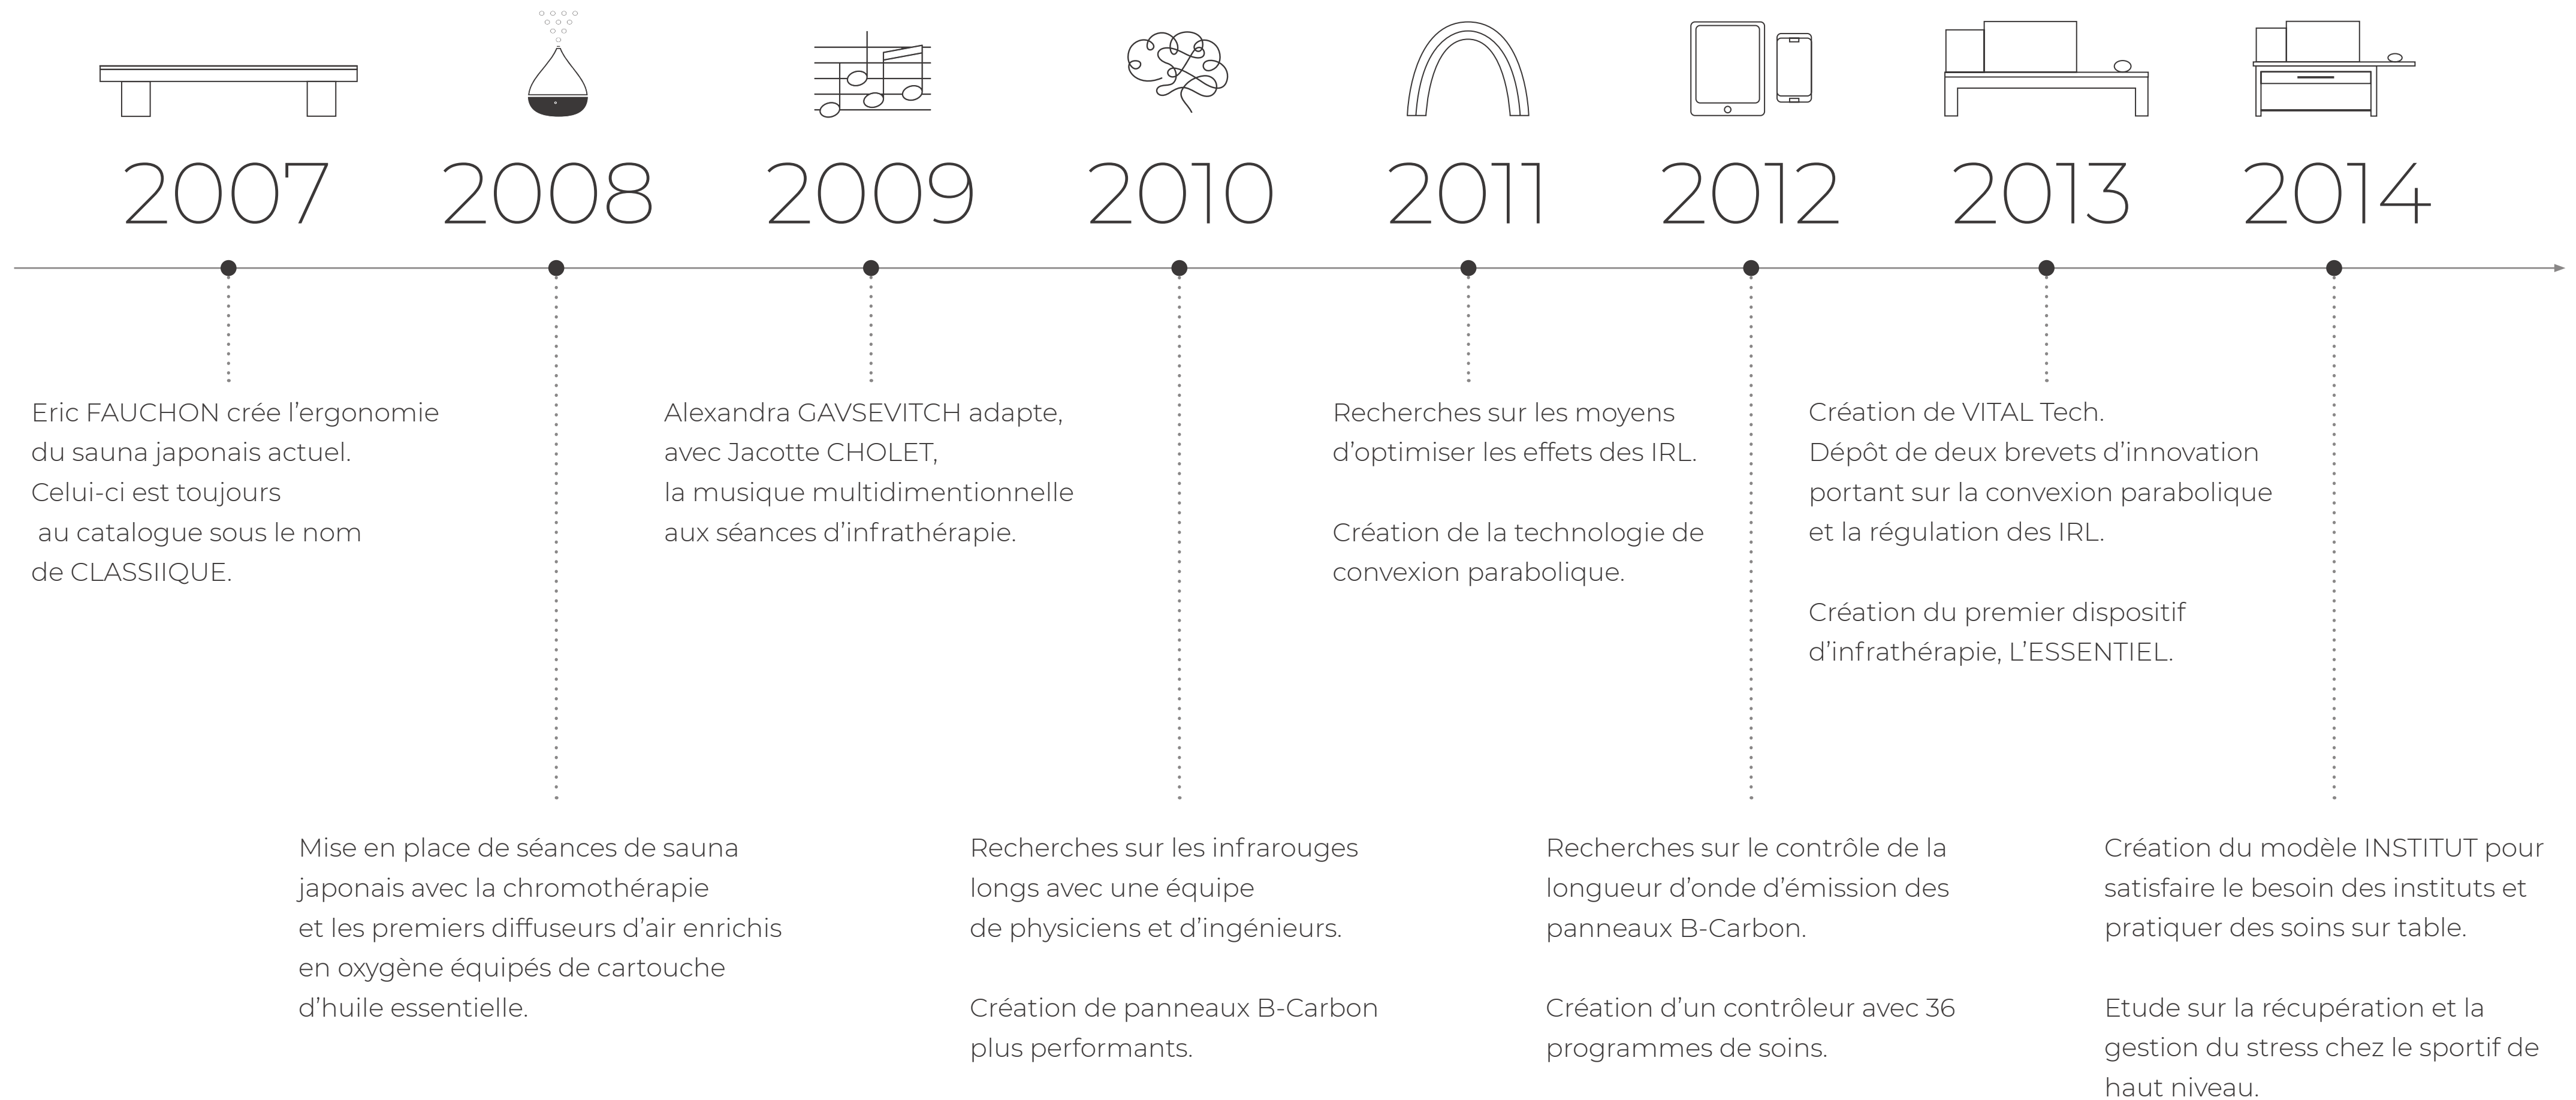 2007
2008
2009
2010
2011
2012
2013
2014
Eric FAUCHON crée l’ergonomie
du sauna japonais actuel.
Celui-ci est toujours
au catalogue sous le nom
de CLASSIIQUE.
Mise en place de séances de sauna
japonais avec la chromothérapie
et les premiers diffuseurs d’air enrichis
en oxygène équipés de cartouche
d’huile essentielle.
Alexandra GAVSEVITCH adapte,
avec Jacotte CHOLET,
la musique multidimentionnelle
aux séances d’infrathérapie.
Recherches sur les infrarouges
longs avec une équipe
de physiciens et d’ingénieurs.
Création de panneaux B-Carbon
plus performants.
Recherches sur les moyens
d’optimiser les effets des IRL.
Création de la technologie de
convexion parabolique.
Recherches sur le contrôle de la
longueur d’onde d’émission des
panneaux B-Carbon.
Création d’un contrôleur avec 36
programmes de soins.
Création de VITAL Tech.
Dépôt de deux brevets d’innovation
portant sur la convexion parabolique
et la régulation des IRL.
Création du premier dispositif
d’infrathérapie, L’ESSENTIEL.
Création du modèle INSTITUT pour
satisfaire le besoin des instituts et
pratiquer des soins sur table.
Etude sur la récupération et la
gestion du stress chez le sportif de
haut niveau.